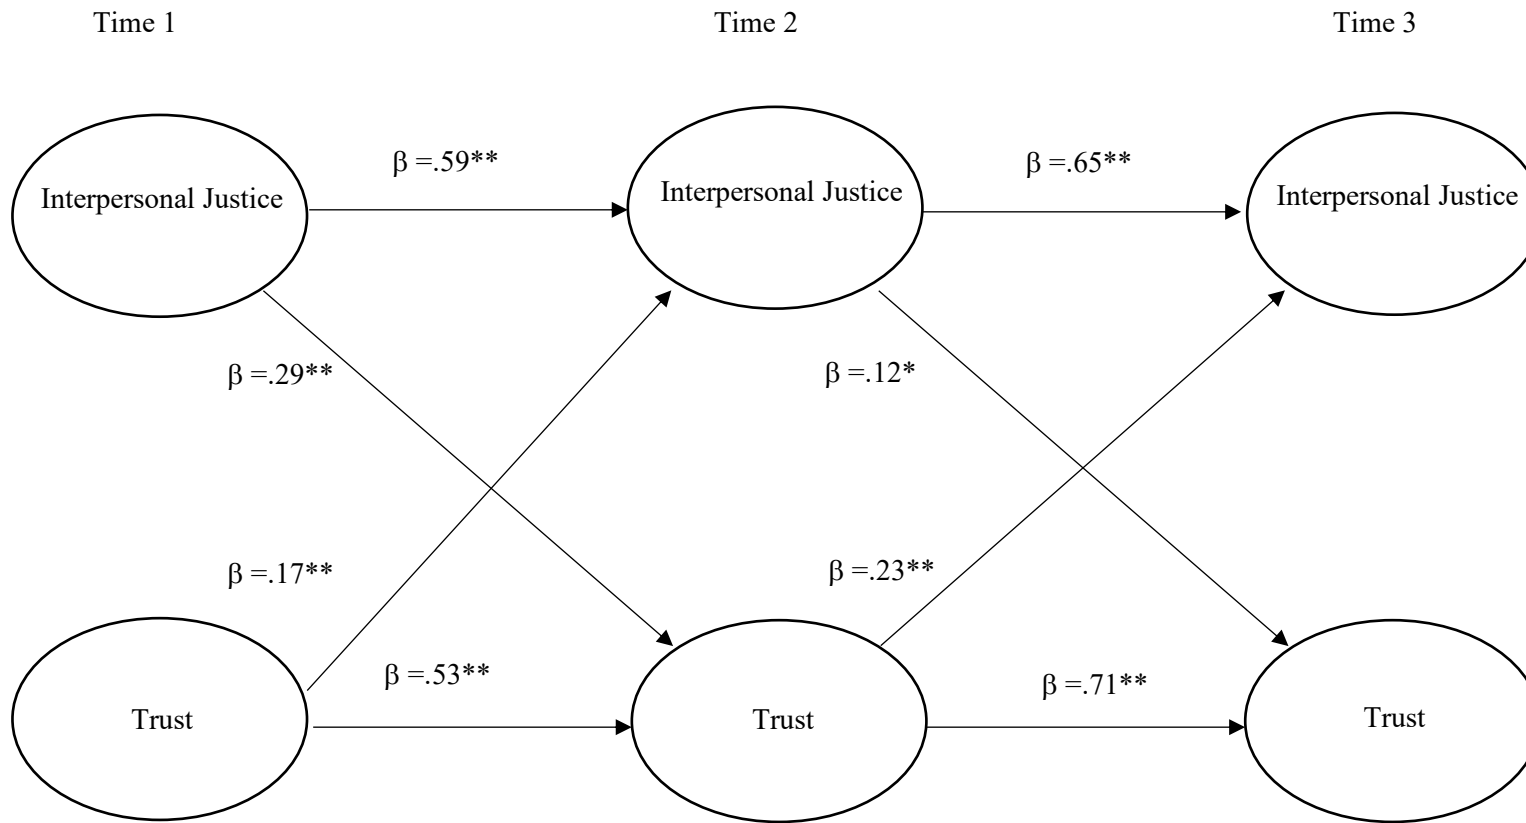 Time 1
Time 2
Time 3
β =.59**
β =.65**
Interpersonal Justice
Interpersonal Justice
Interpersonal Justice
β =.29**
β =.12*
β =.17**
β =.23**
β =.53**
β =.71**
Trust
Trust
Trust